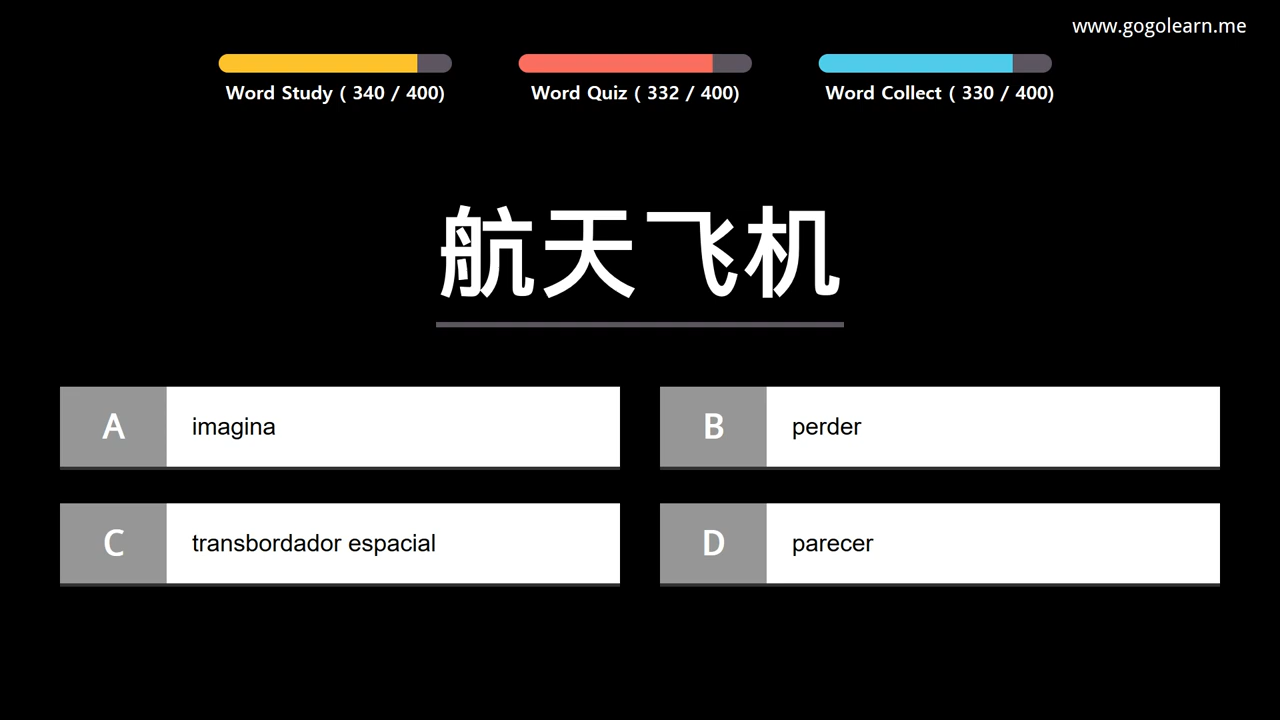 www.gogolearn.me
Word Study ( 340 / 400)
Word Quiz ( 332 / 400)
Word Collect ( 330 / 400)
航天飞机
A imagina
B perder
C transbordador espacial
D parecer